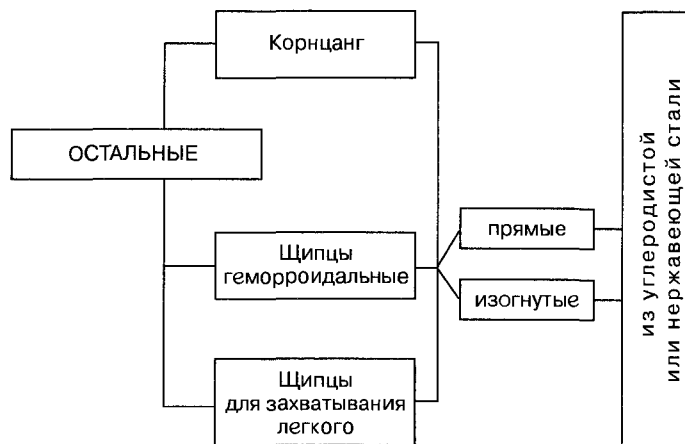 Корнцанг
ОСТАЛЬНЫЕ
Щипцы
геморроидальные
Щипцы
для захватывания
легкого
прямые
изогнутые
из углеродистой
или нержавеющей стали